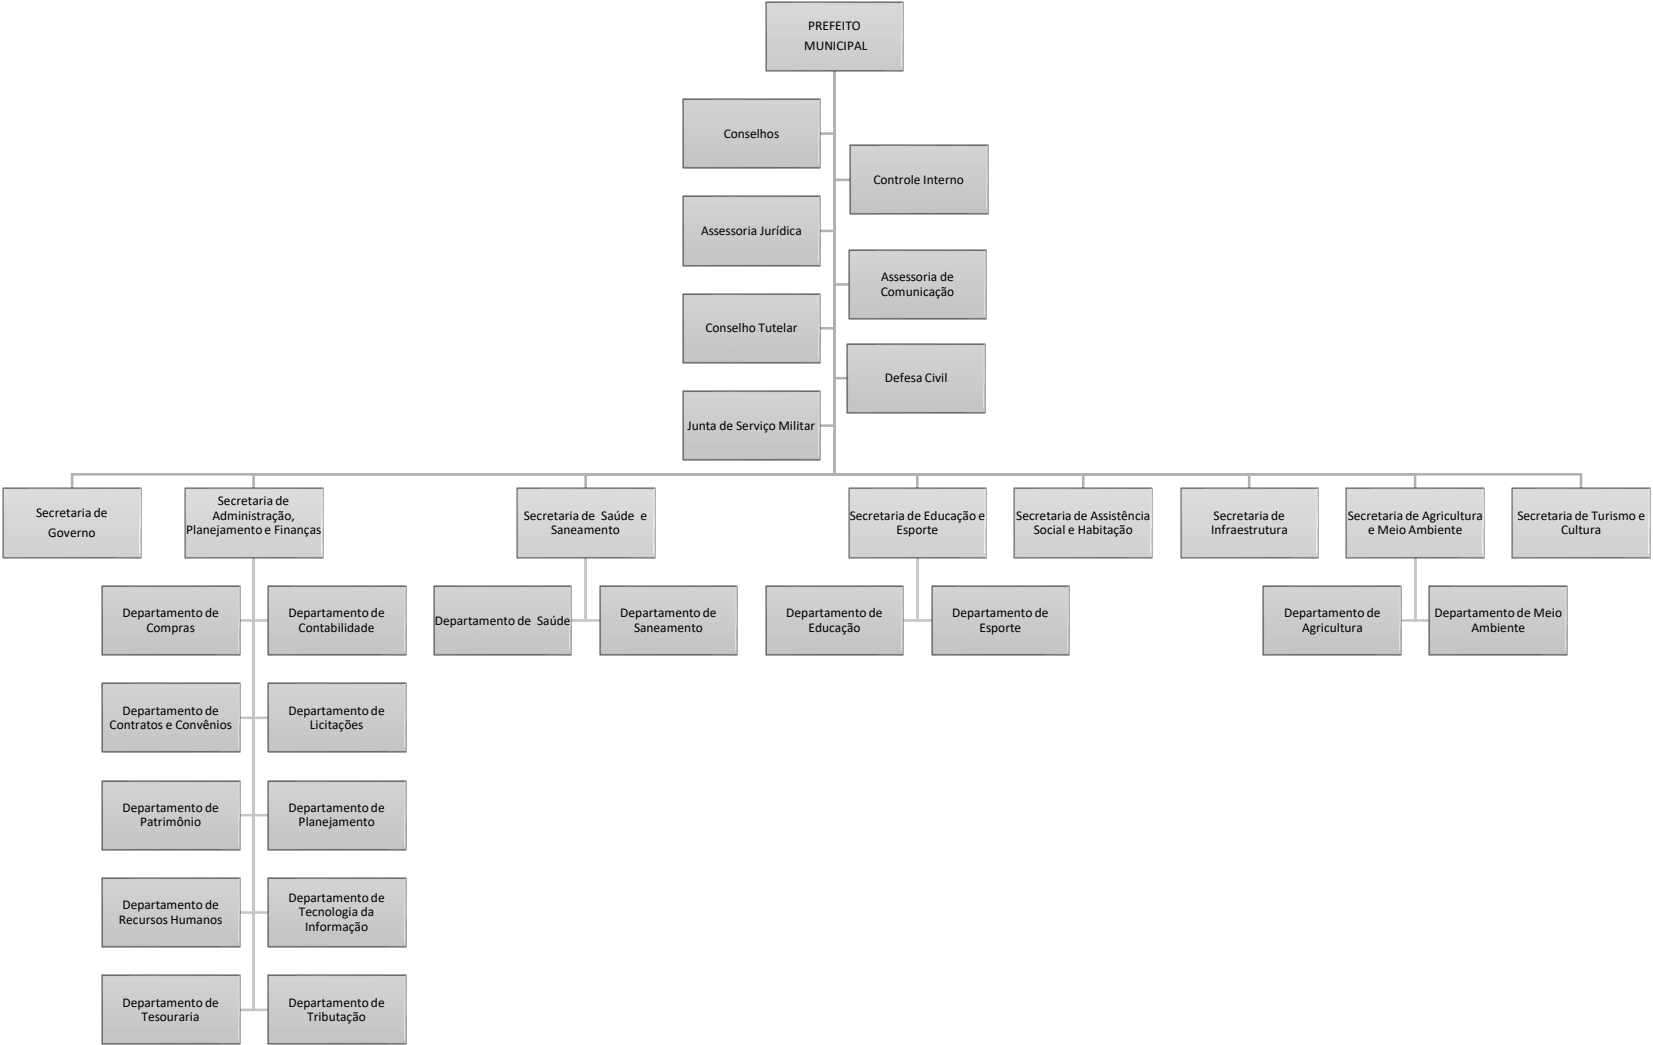 PREFEITO
MUNICIPAL
Conselhos
Controle Interno
Assessoria Jurídica
Assessoria de
Comunicação
Conselho Tutelar
Defesa Civil
Junta de Serviço Militar
Secretaria de
Governo
Secretaria de
Administração,
Planejamento e Finanças
Secretaria de Saúde e
Saneamento
Secretaria de Educação e
Esporte
Secretaria de Assistência
Social e Habitação
Secretaria de
Infraestrutura
Secretaria de Agricultura
e Meio Ambiente
Secretaria de Turismo e
Cultura
Departamento de
Compras
Departamento de
Contabilidade
Departamento de Saúde
Departamento de
Saneamento
Departamento de
Educação
Departamento de
Esporte
Departamento de
Agricultura
Departamento de Meio
Ambiente
Departamento de
Contratos e Convênios
Departamento de
Licitações
Departamento de
Patrimônio
Departamento de
Planejamento
Departamento de
Recursos Humanos
Departamento de
Tecnologia da
Informação
Departamento de
Tesouraria
Departamento de
Tributação